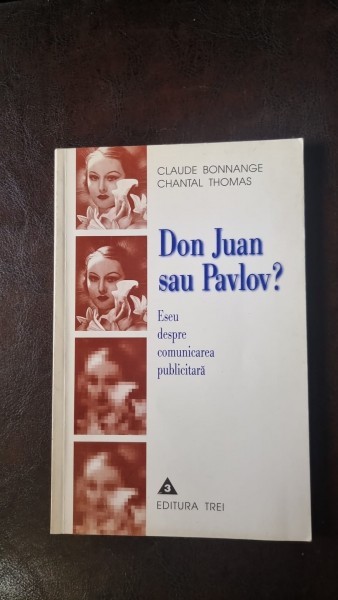 CLAUDE BONNANGE
CHANTAL THOMAS
Don Juan
sau Pavlov?
Eseu
despre
comunicarea
publicitară
3
EDITURA TREI